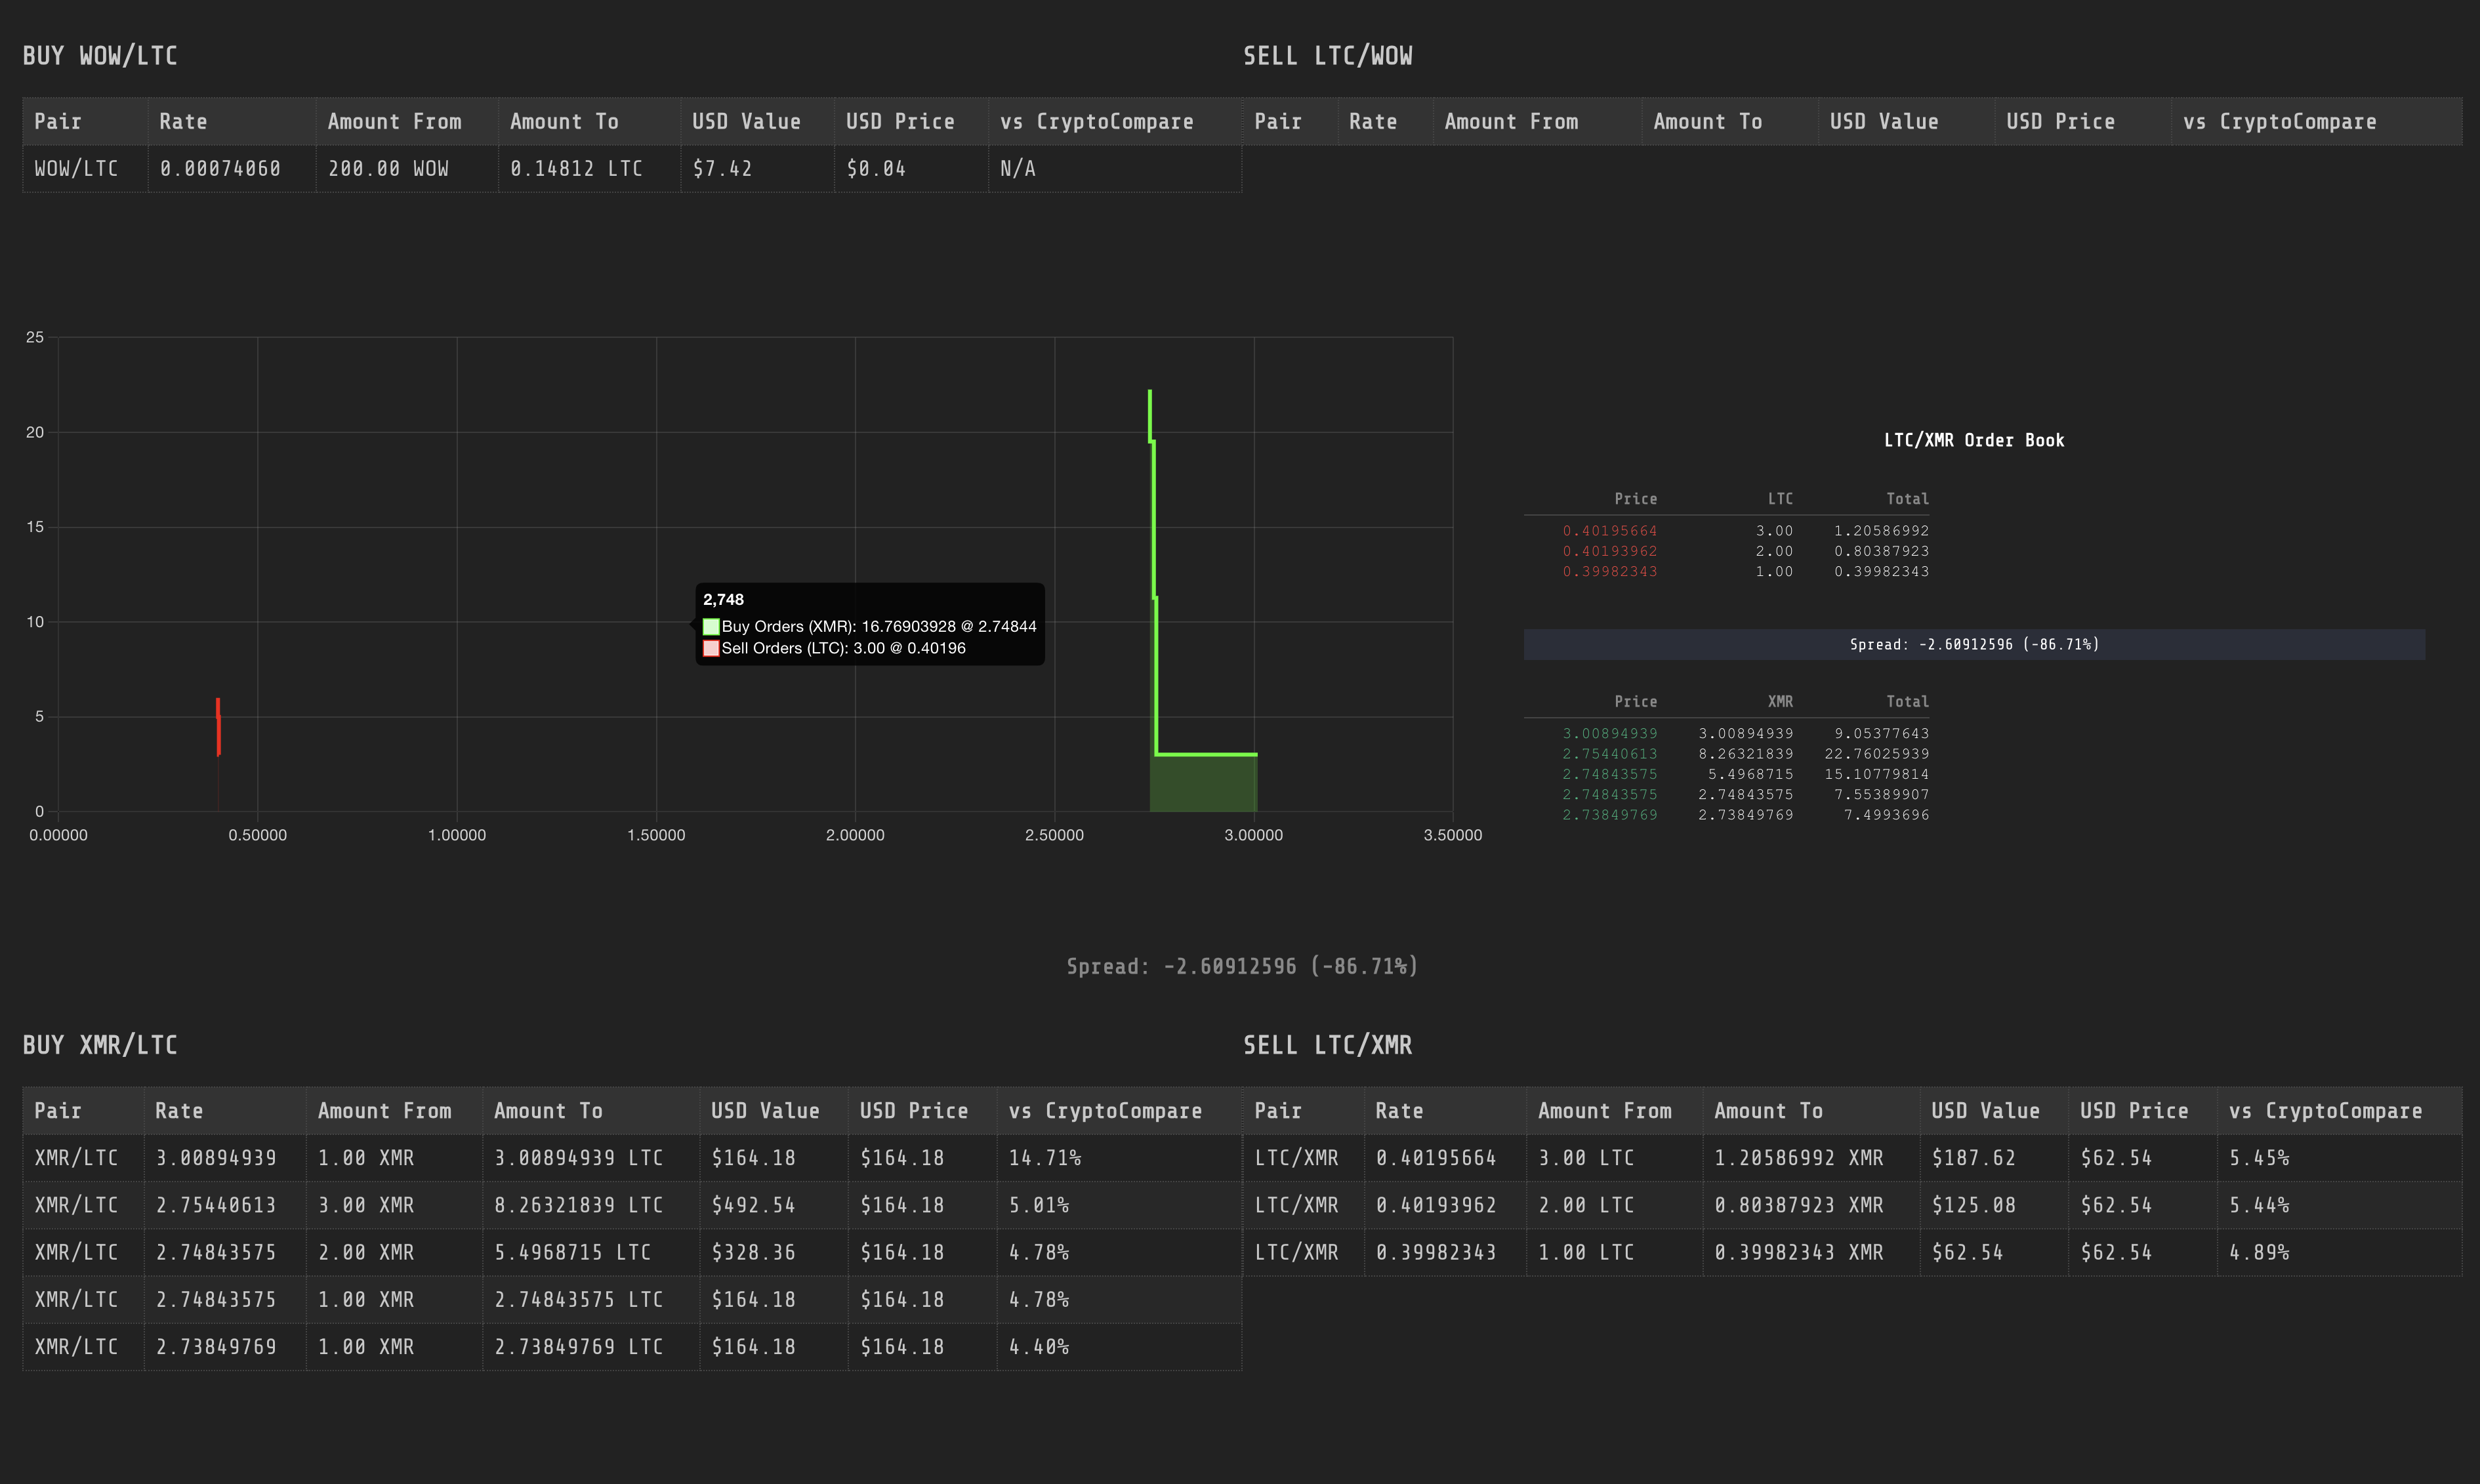 BUY WOW/LTC SELL LTC/WOW
Pair Rate Amount From Amount To USD Value USD Price vs CryptoCompare Pair Rate Amount From Amount To USD Value USD Price vs CryptoCompare
WOW/LTC 0.00074060 200.00 WOW 0.14812 LTC $7.42 $0.04 N/A
25
20
15
10
5
0
0.00000 0.50000 1.00000 1.50000 2.00000 2.50000 3.00000 3.50000
2,748
Buy Orders (XMR): 16.76903928 @ 2.74844
Sell Orders (LTC): 3.00 @ 0.40196
LTC/XMR Order Book
Price LTC Total
0.40195664 3.00 1.20586992
0.40193962 2.00 0.80387923
0.39982343 1.00 0.39982343
Spread: -2.60912596 (-86.71%)
Price XMR Total
3.00894939 3.00894939 9.05377643
2.75440613 8.26321839 22.76025939
2.74843575 5.4968715 15.10779814
2.74843575 2.74843575 7.55389907
2.73849769 2.73849769 7.4993696
Spread: -2.60912596 (-86.71%)
BUY XMR/LTC SELL LTC/XMR
Pair Rate Amount From Amount To USD Value USD Price vs CryptoCompare Pair Rate Amount From Amount To USD Value USD Price vs CryptoCompare
XMR/LTC 3.00894939 1.00 XMR 3.00894939 LTC $164.18 $164.18 14.71% LTC/XMR 0.40195664 3.00 LTC 1.20586992 XMR $187.62 $62.54 5.45%
XMR/LTC 2.75440613 3.00 XMR 8.26321839 LTC $492.54 $164.18 5.01% LTC/XMR 0.40193962 2.00 LTC 0.80387923 XMR $125.08 $62.54 5.44%
XMR/LTC 2.74843575 2.00 XMR 5.4968715 LTC $328.36 $164.18 4.78% LTC/XMR 0.39982343 1.00 LTC 0.39982343 XMR $62.54 $62.54 4.89%
XMR/LTC 2.74843575 1.00 XMR 2.74843575 LTC $164.18 $164.18 4.78%
XMR/LTC 2.73849769 1.00 XMR 2.73849769 LTC $164.18 $164.18 4.40%